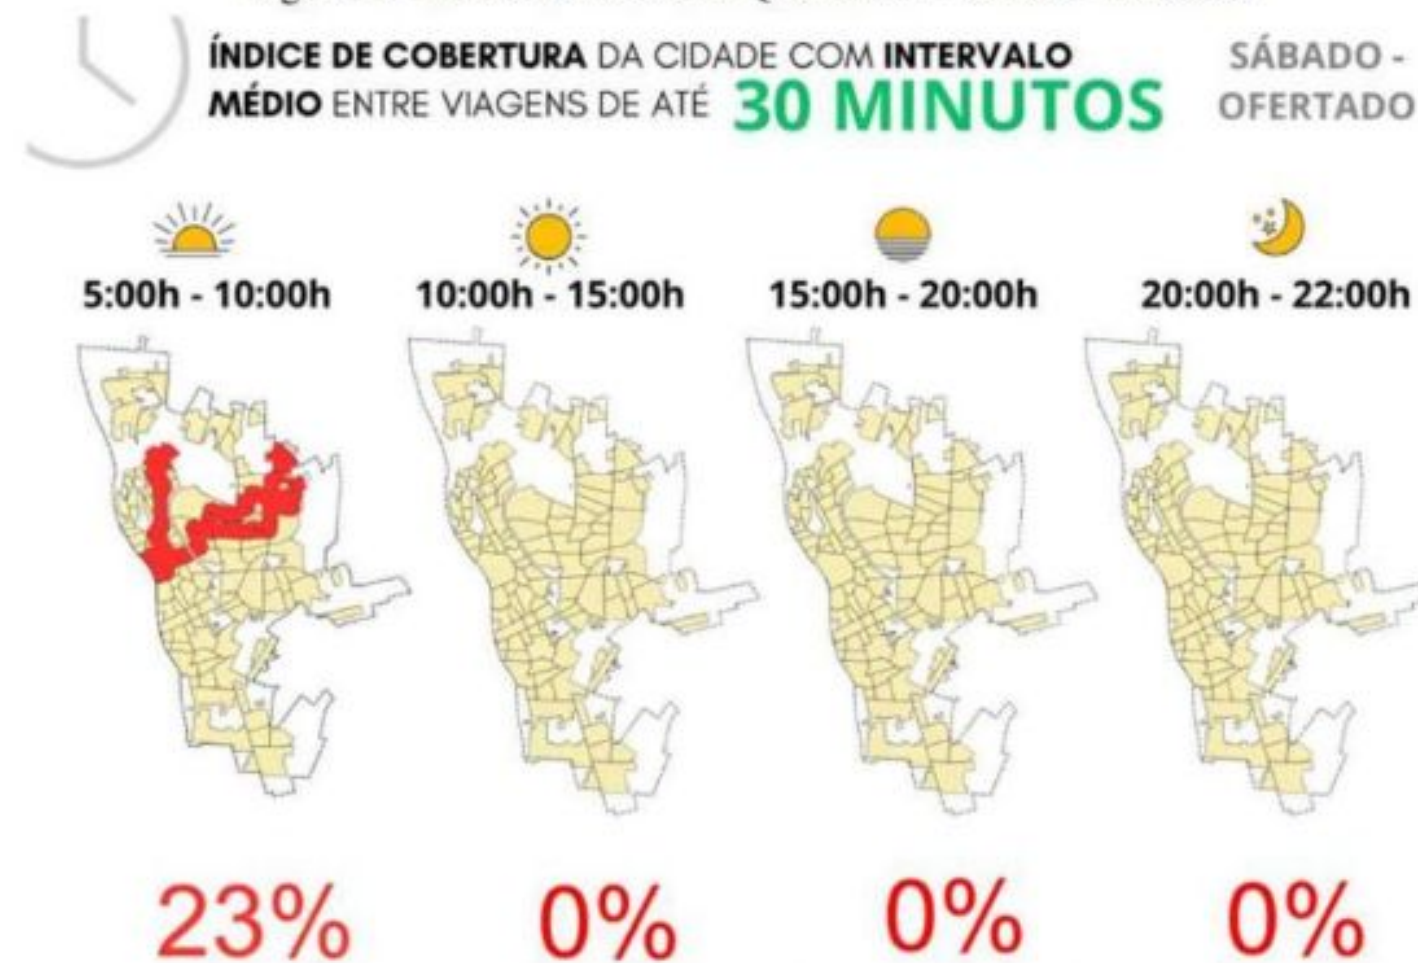 ÍNDICE DE COBERTURA DA CIDADE COM INTERVALO
MÉDIO ENTRE VIAGENS DE ATÉ 30 MINUTOS
SÁBADO -
OFERTADO
5:00h - 10:00h
10:00h - 15:00h
15:00h - 20:00h
20:00h - 22:00h
23%
0%
0%
0%